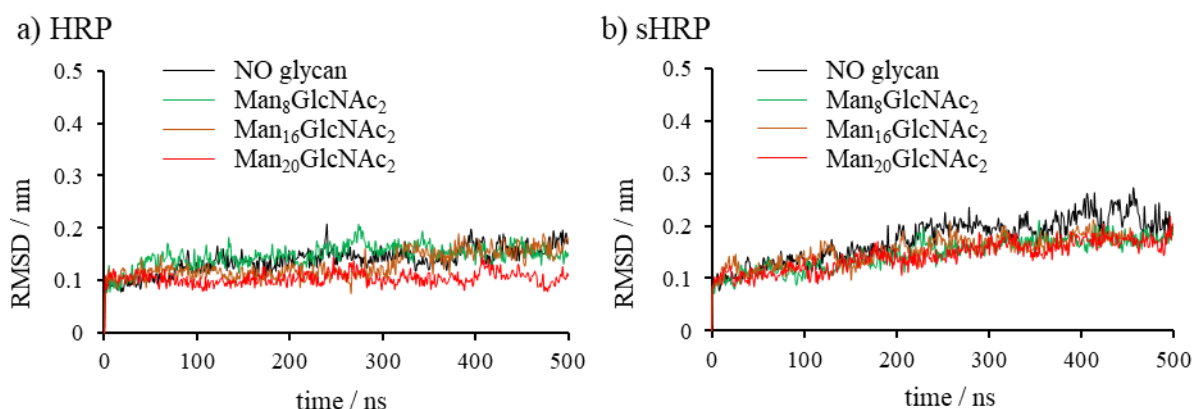 a) HRP
0.5
0.4
0.3
0.2
0.1
0
RMSD / nm
NO glycan
Man₈GlcNAc₂
Man₁₆GlcNAc₂
Man₂₀GlcNAc₂
0 100 200 300 400 500
time / ns
b) sHRP
0.5
0.4
0.3
0.2
0.1
0
RMSD / nm
NO glycan
Man₈GlcNAc₂
Man₁₆GlcNAc₂
Man₂₀GlcNAc₂
0 100 200 300 400 500
time / ns